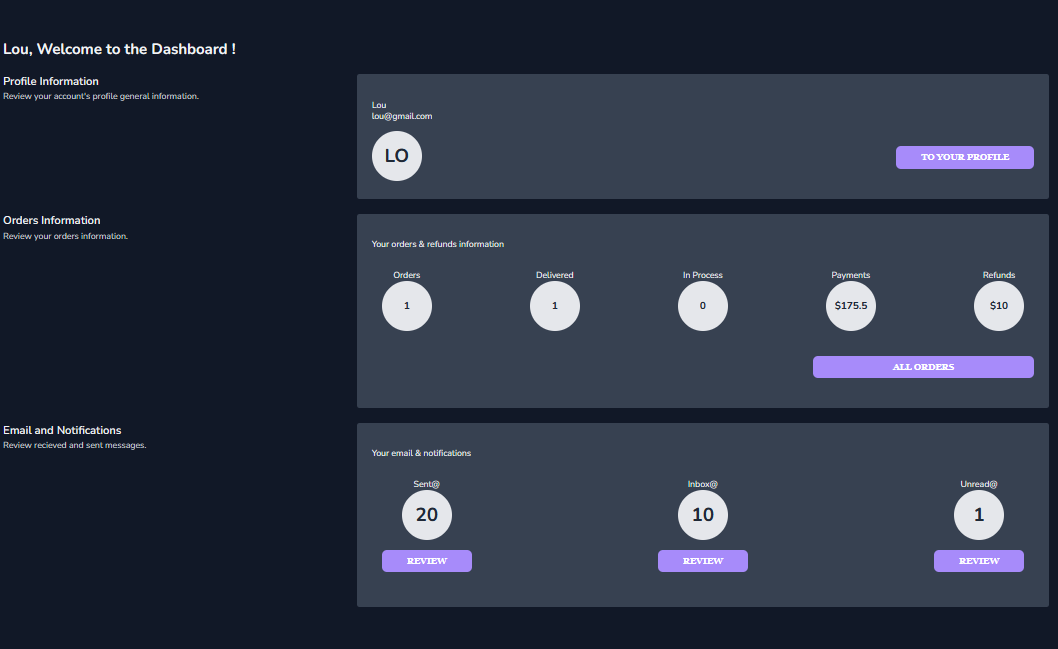 Lou, Welcome to the Dashboard !
Profile Information
Review your account's profile general information.
Lou
lou@gmail.com
LO
TO YOUR PROFILE
Orders Information
Review your orders information.
Your orders & refunds information
Orders Delivered In Process Payments Refunds
1 1 0 $175.5 $10
ALL ORDERS
Email and Notifications
Review recieved and sent messages.
Your email & notifications
Sent@ Inbox@ Unread@
20 10 1
REVIEW REVIEW REVIEW